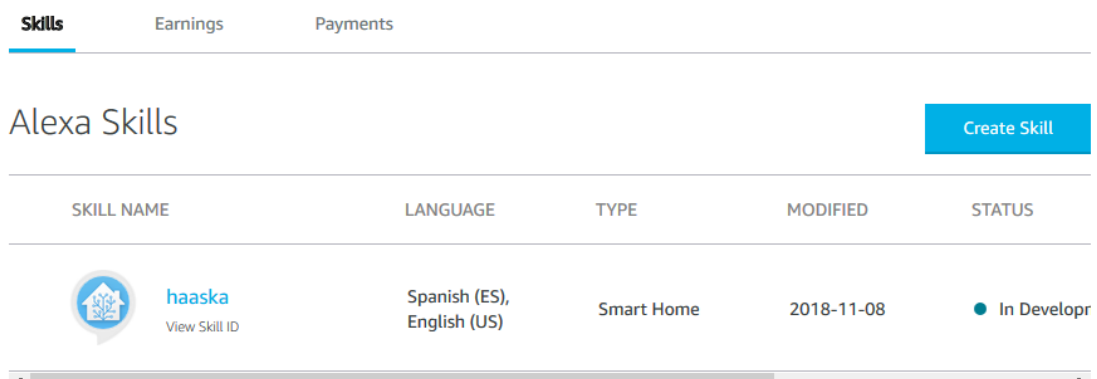 Skills Earnings Payments
Alexa Skills
Create Skill
SKILL NAME LANGUAGE TYPE MODIFIED STATUS
haaska
View Skill ID
Spanish (ES),
English (US)
Smart Home
2018-11-08
In Developr